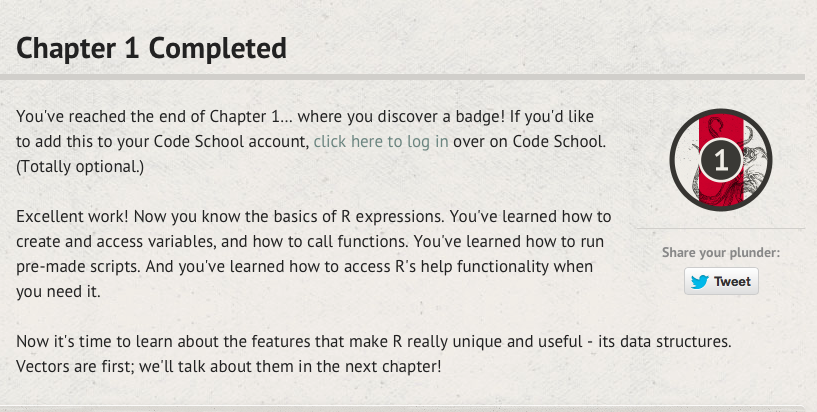 Chapter 1 Completed
You've reached the end of Chapter 1... where you discover a badge! If you'd like
to add this to your Code School account, click here to log in over on Code School.
(Totally optional.)
1
Excellent work! Now you know the basics of R expressions. You've learned how to
create and access variables, and how to call functions. You've learned how to run
pre-made scripts. And you've learned how to access R's help functionality when
you need it.
Share your plunder:
Tweet
Now it's time to learn about the features that make R really unique and useful - its data structures.
Vectors are first; we'll talk about them in the next chapter!